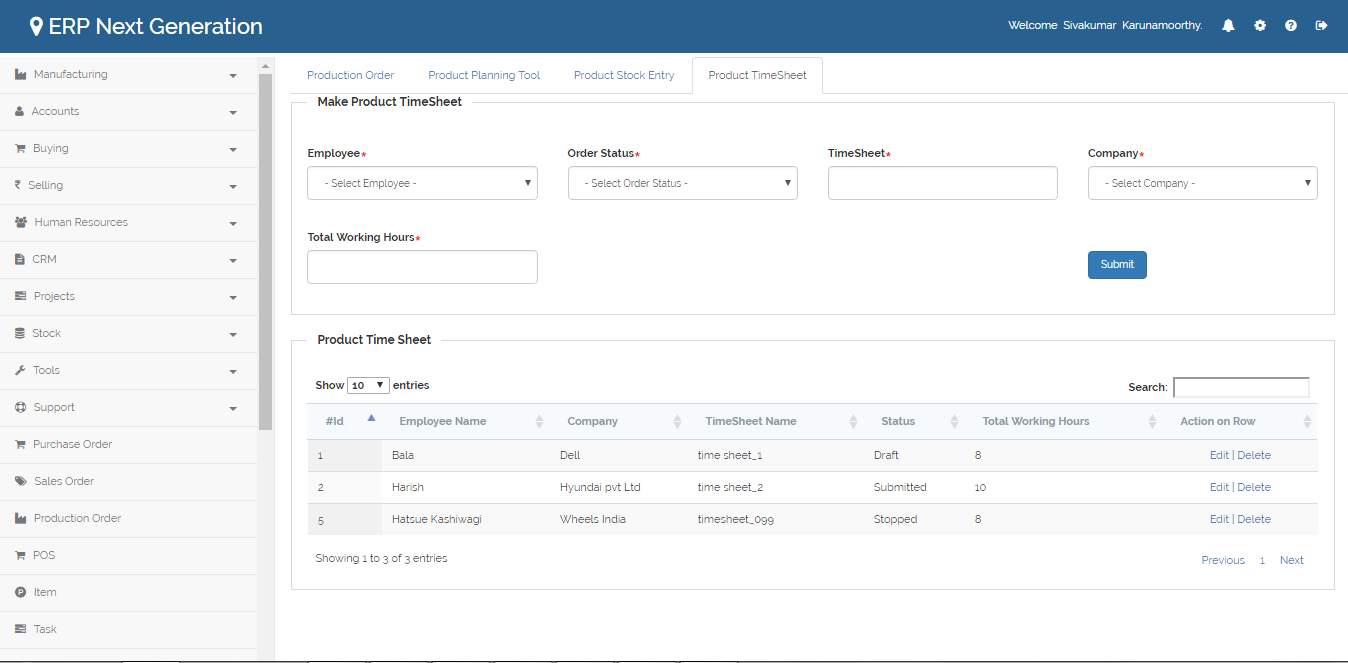 ERP Next Generation
Welcome Sivakumar Karunamoorthy.
Manufacturing
Accounts
Buying
₹ Selling
Human Resources
CRM
Projects
Stock
Tools
Support
Purchase Order
Sales Order
Production Order
POS
Item
Task
Production Order Product Planning Tool Product Stock Entry Product TimeSheet
Make Product TimeSheet
Employee* Order Status* TimeSheet* Company*
- Select Employee - - Select Order Status - - Select Company -
Total Working Hours*
Submit
Product Time Sheet
Show 10 entries
Search:
#Id Employee Name Company TimeSheet Name Status Total Working Hours Action on Row
1 Bala Dell time sheet_1 Draft 8 Edit | Delete
2 Harish Hyundai pvt Ltd time sheet_2 Submitted 10 Edit | Delete
5 Hatsue Kashiwagi Wheels India timesheet_099 Stopped 8 Edit | Delete
Showing 1 to 3 of 3 entries
Previous 1 Next